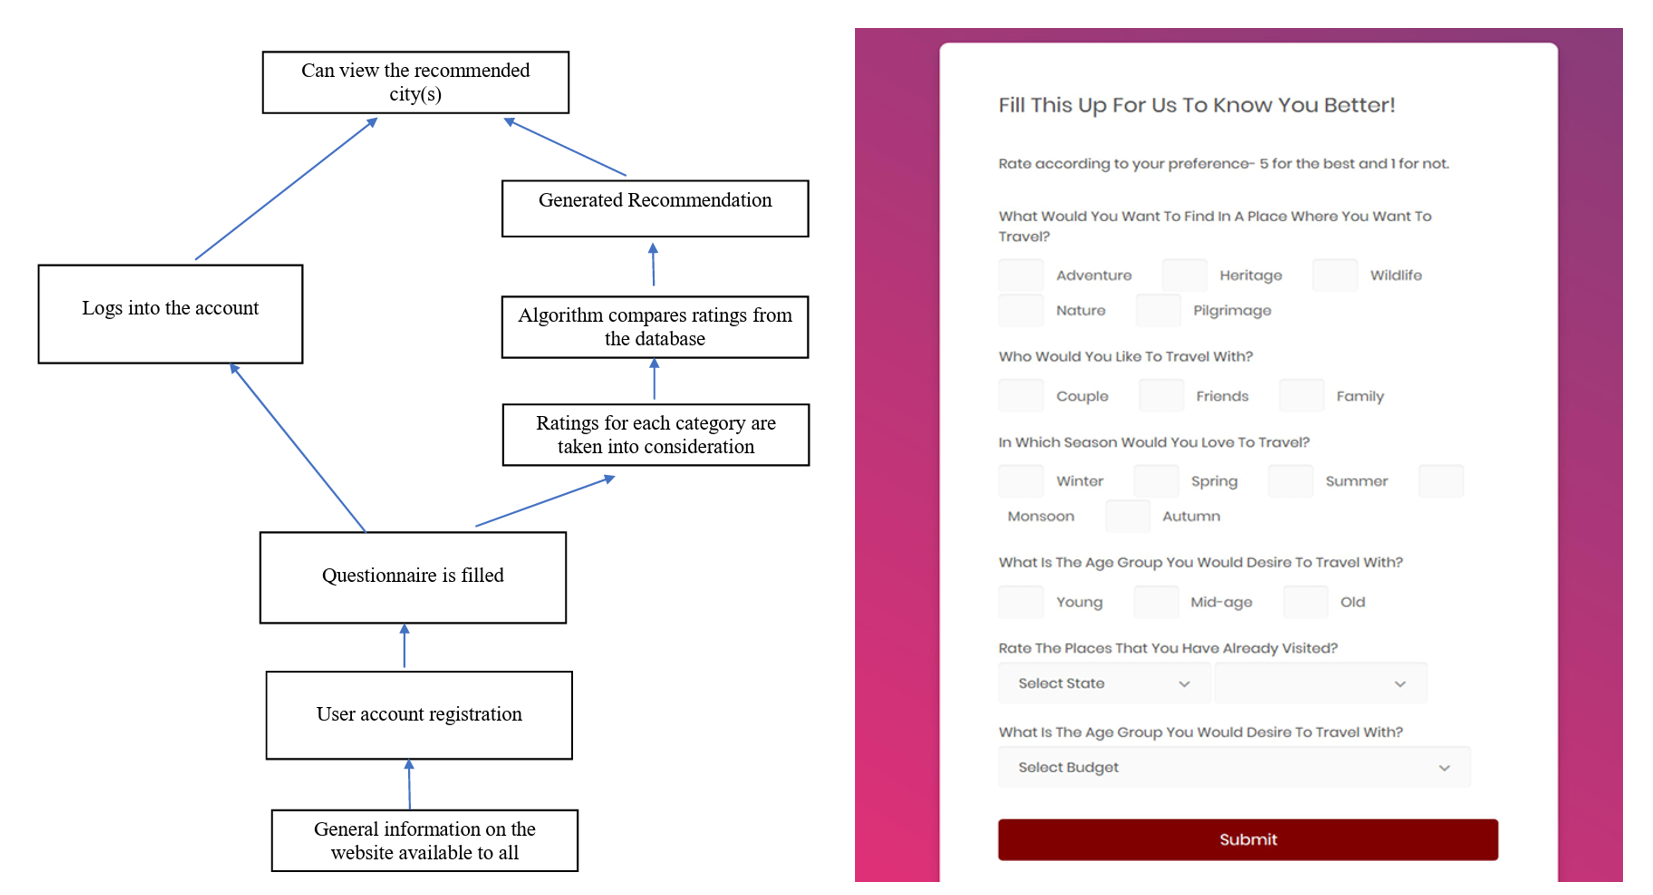 Can view the recommended
city(s)
Generated Recommendation
Logs into the account
Algorithm compares ratings from
the database
Ratings for each category are
taken into consideration
Questionnaire is filled
User account registration
General information on the
website available to all
Fill This Up For Us To Know You Better!
Rate according to your preference- 5 for the best and 1 for not.
What Would You Want To Find In A Place Where You Want To
Travel?
Adventure Heritage Wildlife
Nature Pilgrimage
Who Would You Like To Travel With?
Couple Friends Family
In Which Season Would You Love To Travel?
Winter Spring Summer
Monsoon Autumn
What Is The Age Group You Would Desire To Travel With?
Young Mid-age Old
Rate The Places That You Have Already Visited?
Select State
What Is The Age Group You Would Desire To Travel With?
Select Budget
Submit